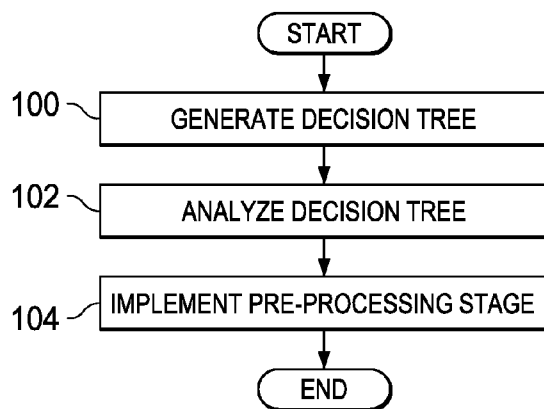 START
100
GENERATE DECISION TREE
102
ANALYZE DECISION TREE
104
IMPLEMENT PRE-PROCESSING STAGE
END